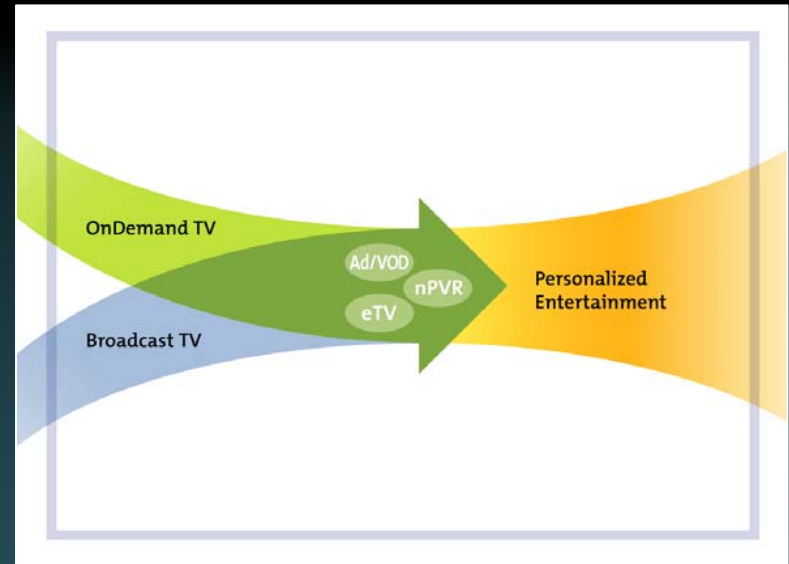 OnDemand TV
Ad/VOD
nPVR
eTV
Personalized
Entertainment
Broadcast TV